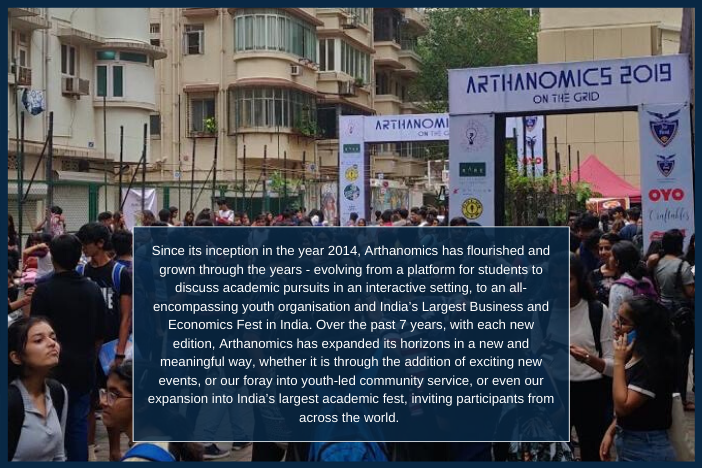 ARTHANOMICS 2019
ON THE GRID
ARTHANOMI
ON THE G
OYO
Craftables
Since its inception in the year 2014, Arthanomics has flourished and
grown through the years - evolving from a platform for students to
discuss academic pursuits in an interactive setting, to an all-
encompassing youth organisation and India's Largest Business and
Economics Fest in India. Over the past 7 years, with each new
edition, Arthanomics has expanded its horizons in a new and
meaningful way, whether it is through the addition of exciting new
events, or our foray into youth-led community service, or even our
expansion into India's largest academic fest, inviting participants from
across the world.